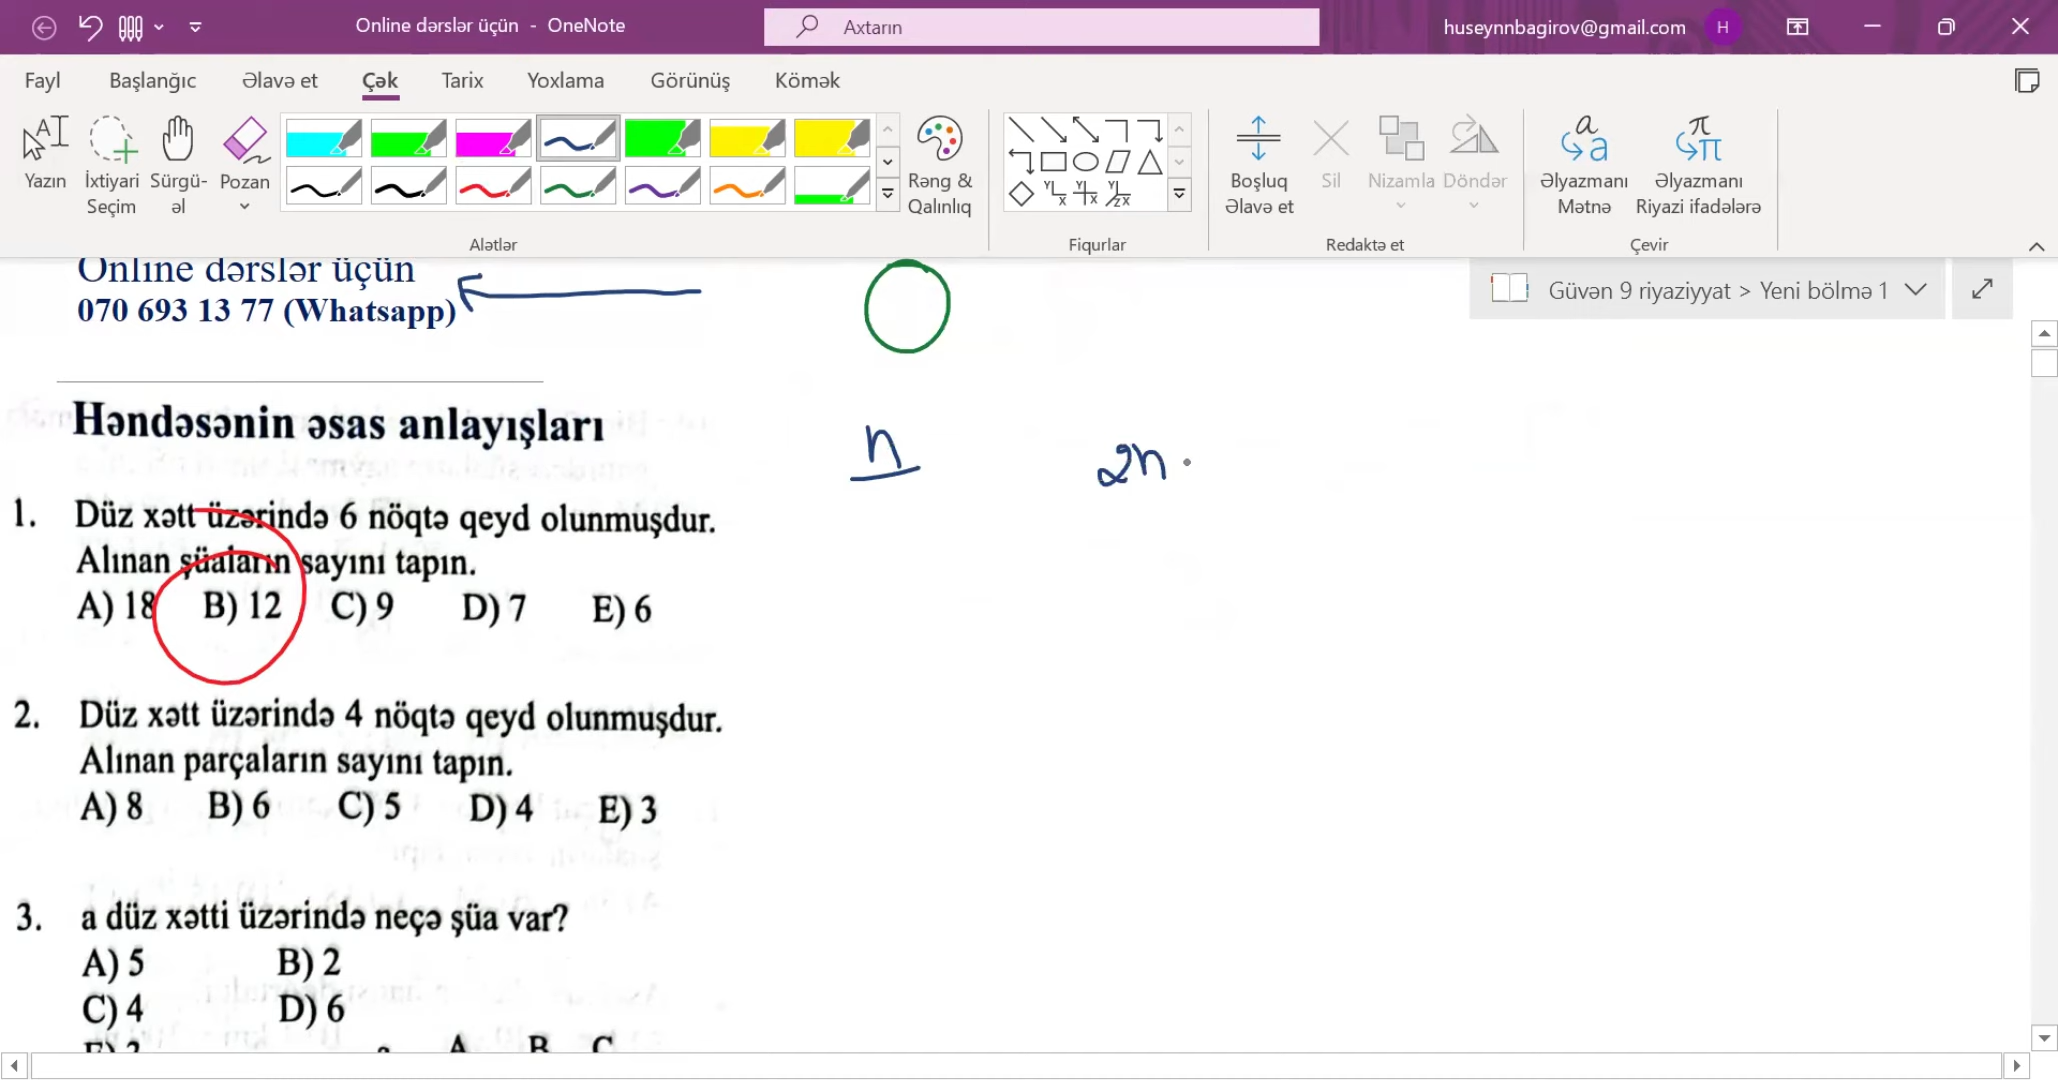 Online dərslər üçün - OneNote
Axtarın
huseynnbagirov@gmail.com
H
Fayl Başlanğıc Əlavə et Çək Tarix Yoxlama Görünüş Kömək
Yazın
İxtiyari Seçim
Sürgü-əl
Pozan
Rəng & Qalınlıq
Boşluq Əlavə et
Sil
Nizamla
Döndər
Əlyazmanı Mətnə
Əlyazmanı Riyazi ifadələrə
Alətlər
Fiqurlar
Redaktə et
Çevir
Online dərslər üçün
070 693 13 77 (Whatsapp)
Güvən 9 riyaziyyat > Yeni bölmə 1
Həndəsənin əsas anlayışları
n
2n
1. Düz xətt üzərində 6 nöqtə qeyd olunmuşdur.
Alınan şüaların sayını tapın.
A) 18 B) 12 C) 9 D) 7 E) 6
2. Düz xətt üzərində 4 nöqtə qeyd olunmuşdur.
Alınan parçaların sayını tapın.
A) 8 B) 6 C) 5 D) 4 E) 3
3. a düz xətti üzərində neçə şüa var?
A) 5 B) 2
C) 4 D) 6
A B C